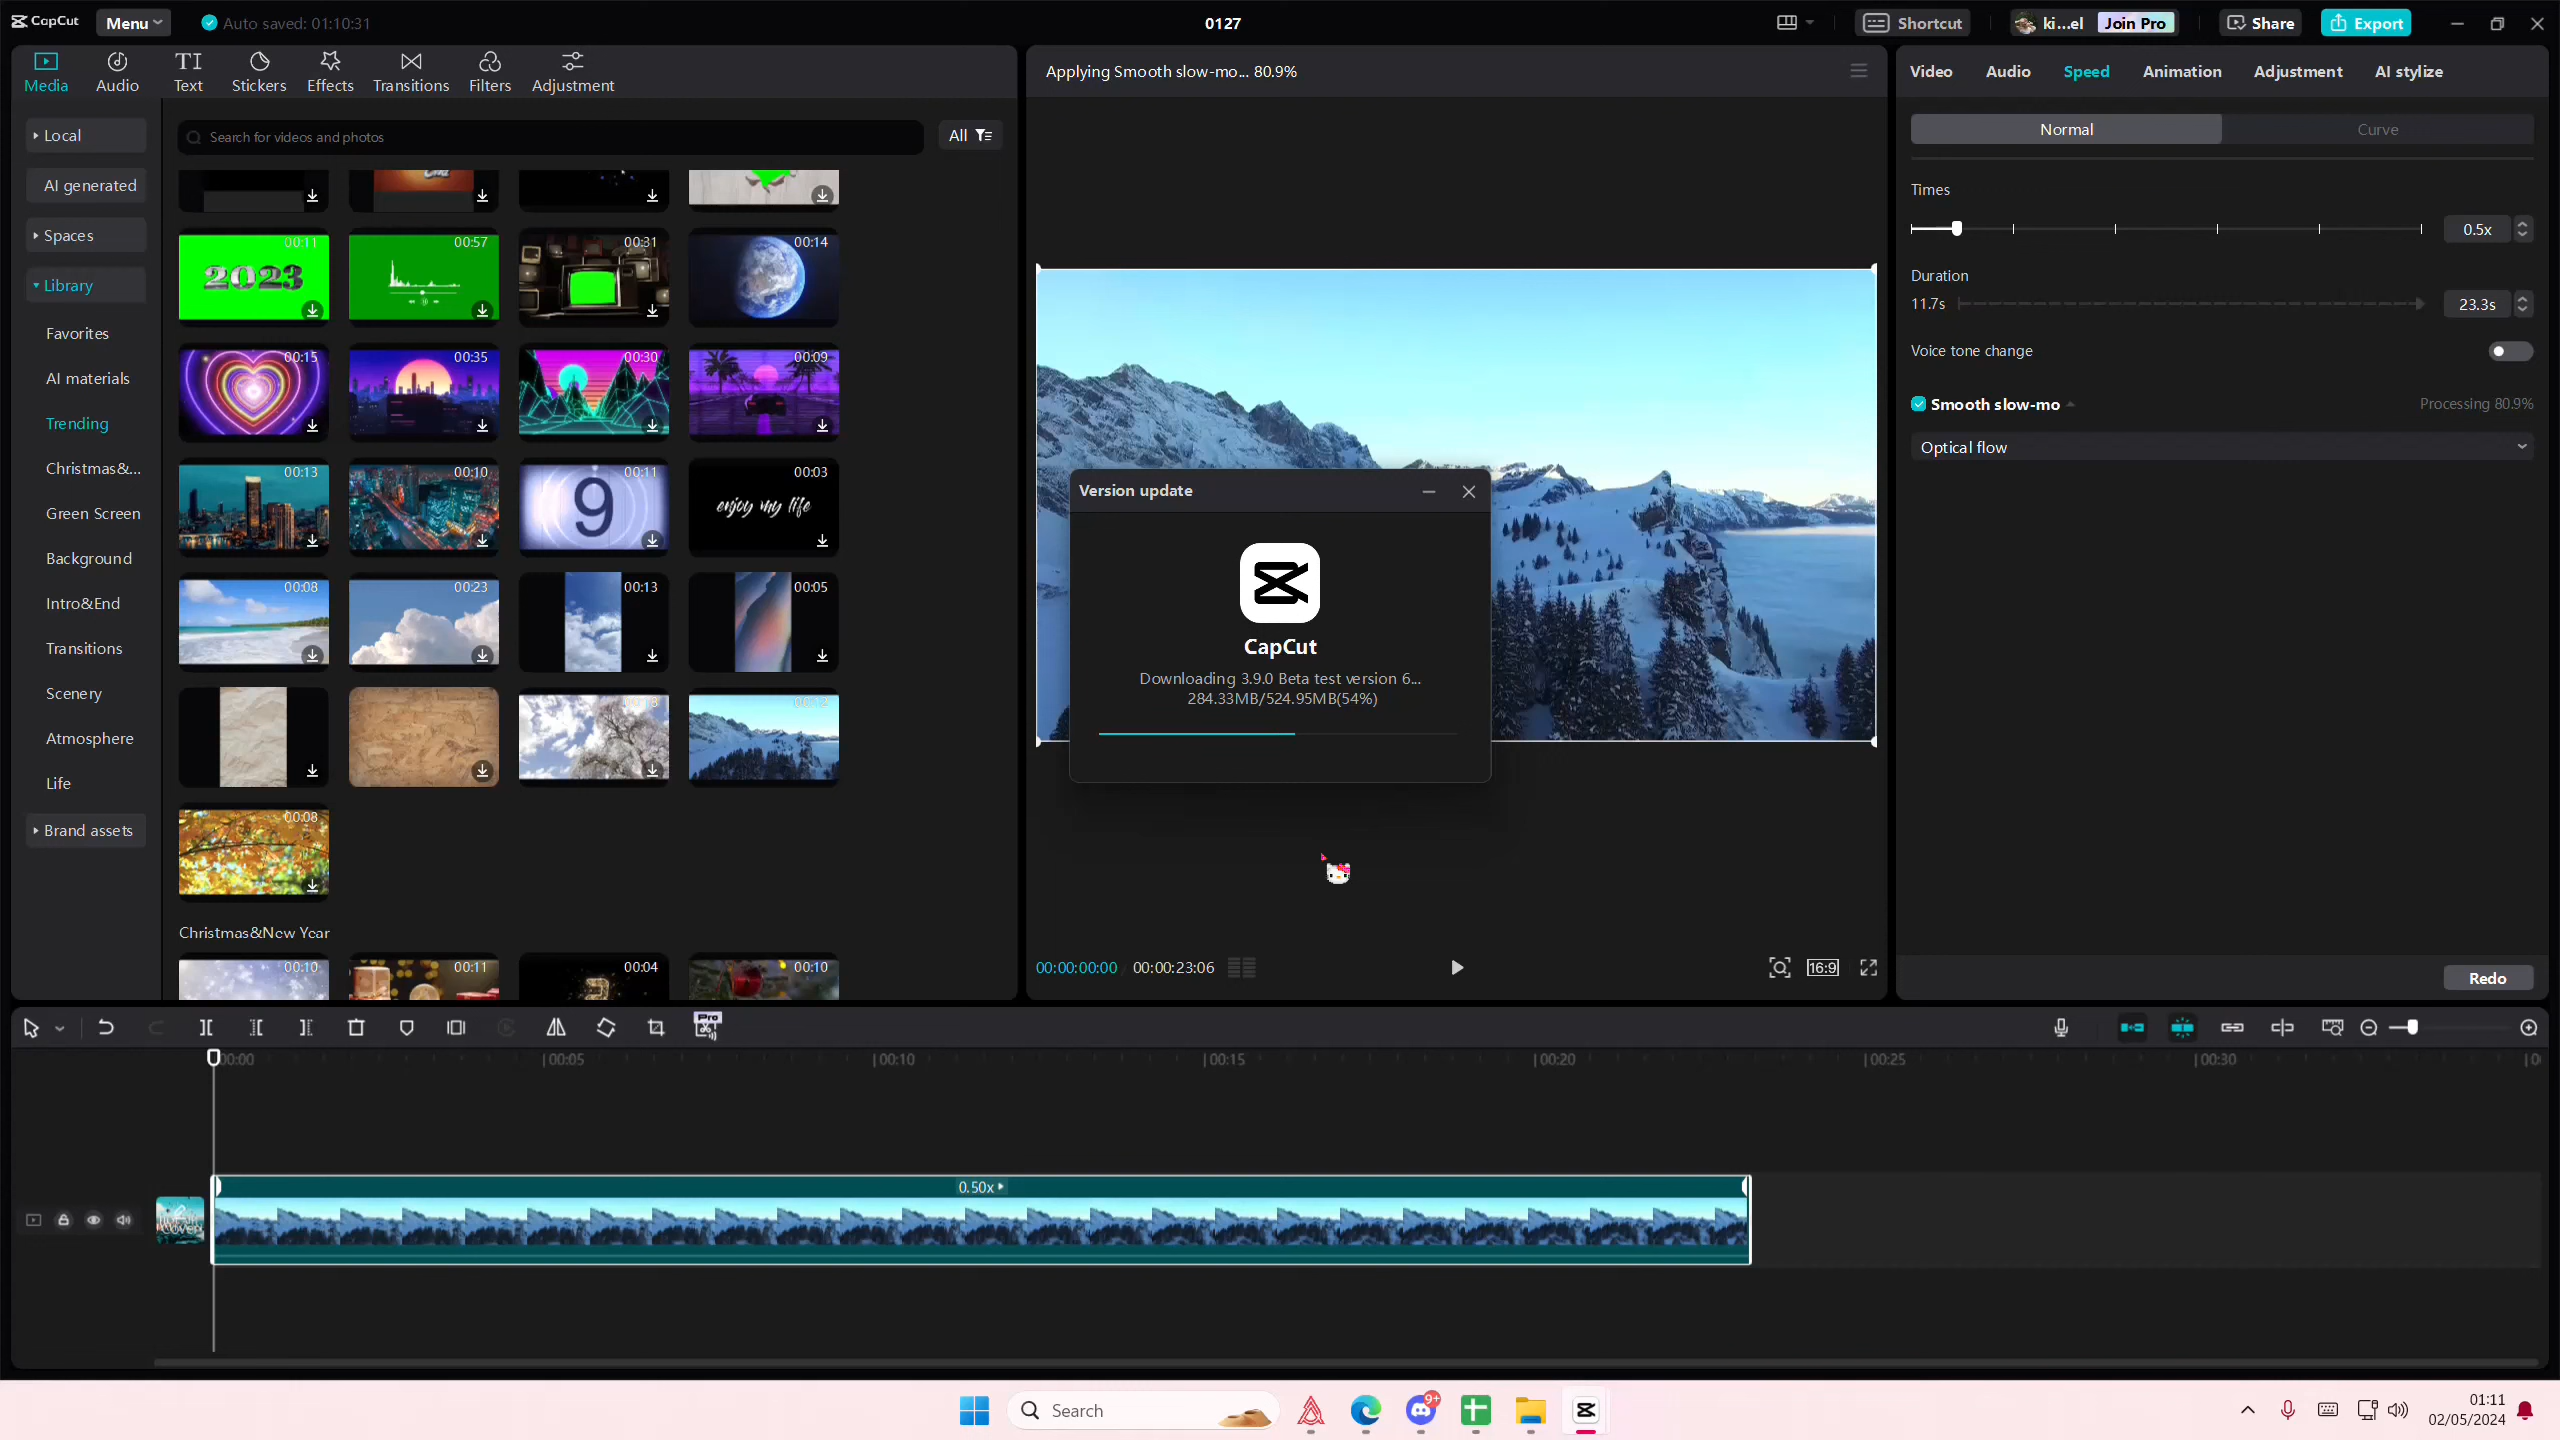 CapCut
Menu
Auto saved: 01:10:31
0127
Shortcut
ki...el
Join Pro
Share
Export
Media
Audio
Text
Stickers
Effects
Transitions
Filters
Adjustment
Local
AI generated
Spaces
Library
Favorites
AI materials
Trending
Christmas&...
Green Screen
Background
Intro&End
Transitions
Scenery
Atmosphere
Life
Brand assets
Search for videos and photos
All
00:11
00:57
00:31
00:14
2023
00:15
00:35
00:30
00:09
00:13
00:10
00:11
00:03
9
enjoy my life
00:08
00:23
00:13
00:05
00:12
00:08
Christmas&New Year
00:10
00:11
00:04
00:10
Applying Smooth slow-mo... 80.9%
Version update
CapCut
Downloading 3.9.0 Beta test version 6...
284.33MB/524.95MB(54%)
00:00:00:00
00:00:23:06
16:9
Video
Audio
Speed
Animation
Adjustment
AI stylize
Normal
Curve
Times
0.5x
Duration
11.7s
23.3s
Voice tone change
Smooth slow-mo
Processing 80.9%
Optical flow
Redo
Pro
00:00
00:05
00:10
00:15
00:20
00:25
00:30
0.50x
Cover
Search
9+
01:11
02/05/2024